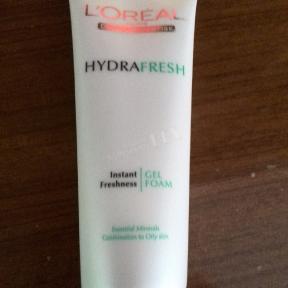 L'ORÉAL
HYDRAFRESH
Instant GEL
Freshness FOAM
Essential Minerals
Combination to Oily skin